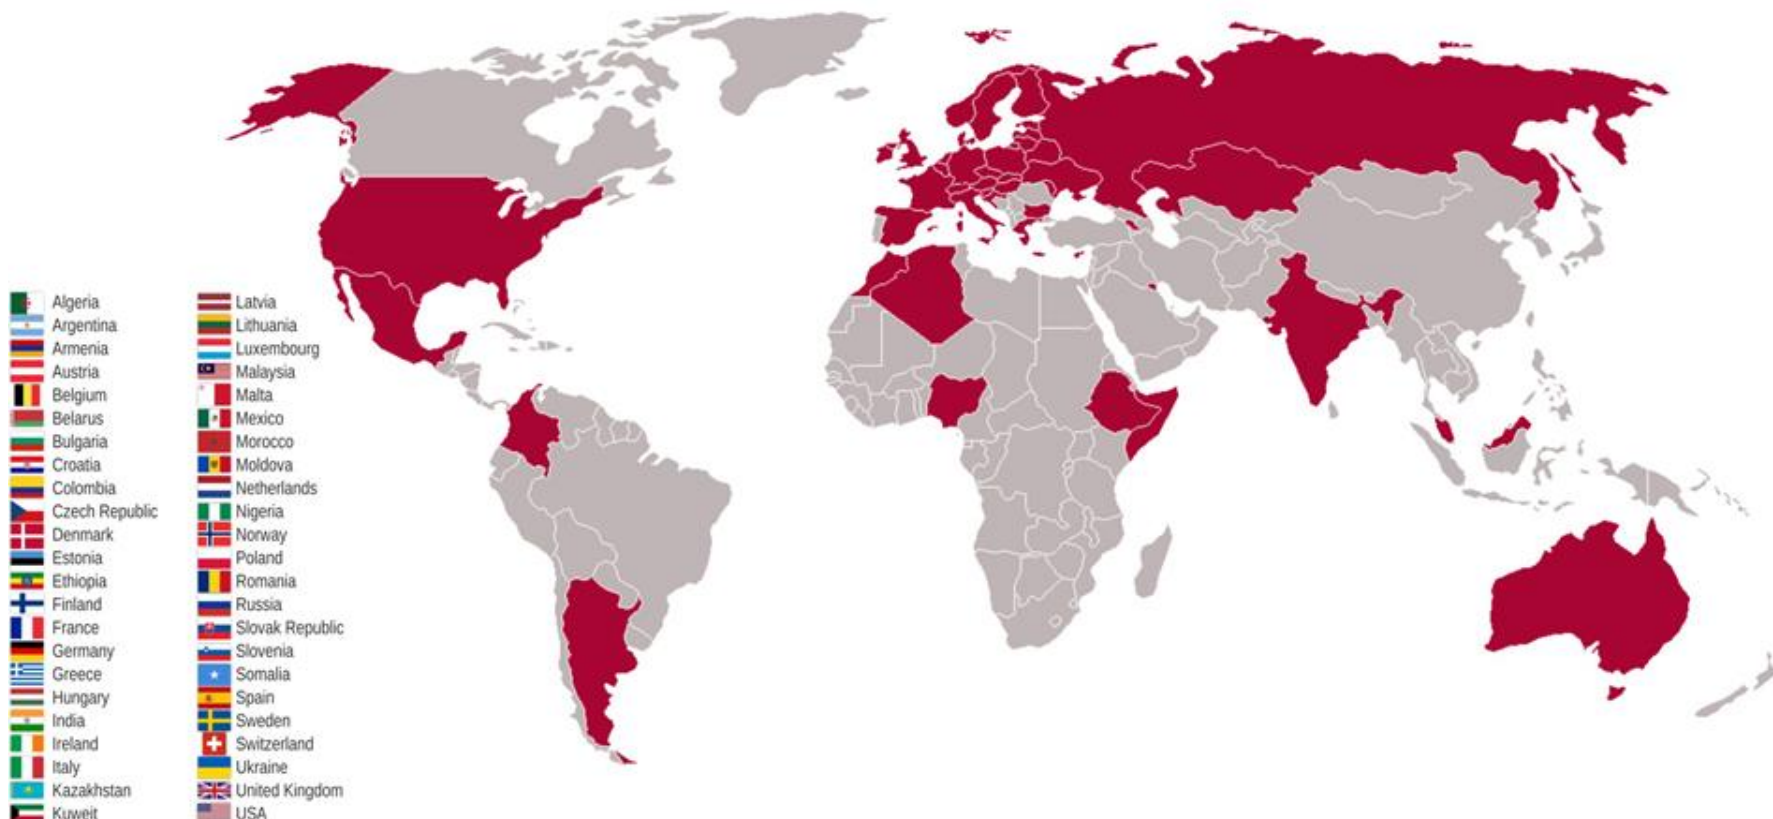 Algeria
Argentina
Armenia
Austria
Belgium
Belarus
Bulgaria
Croatia
Colombia
Czech Republic
Denmark
Estonia
Ethiopia
Finland
France
Germany
Greece
Hungary
India
Ireland
Italy
Kazakhstan
Kuweit
Latvia
Lithuania
Luxembourg
Malaysia
Malta
Mexico
Morocco
Moldova
Netherlands
Nigeria
Norway
Poland
Romania
Russia
Slovak Republic
Slovenia
Somalia
Spain
Sweden
Switzerland
Ukraine
United Kingdom
USA